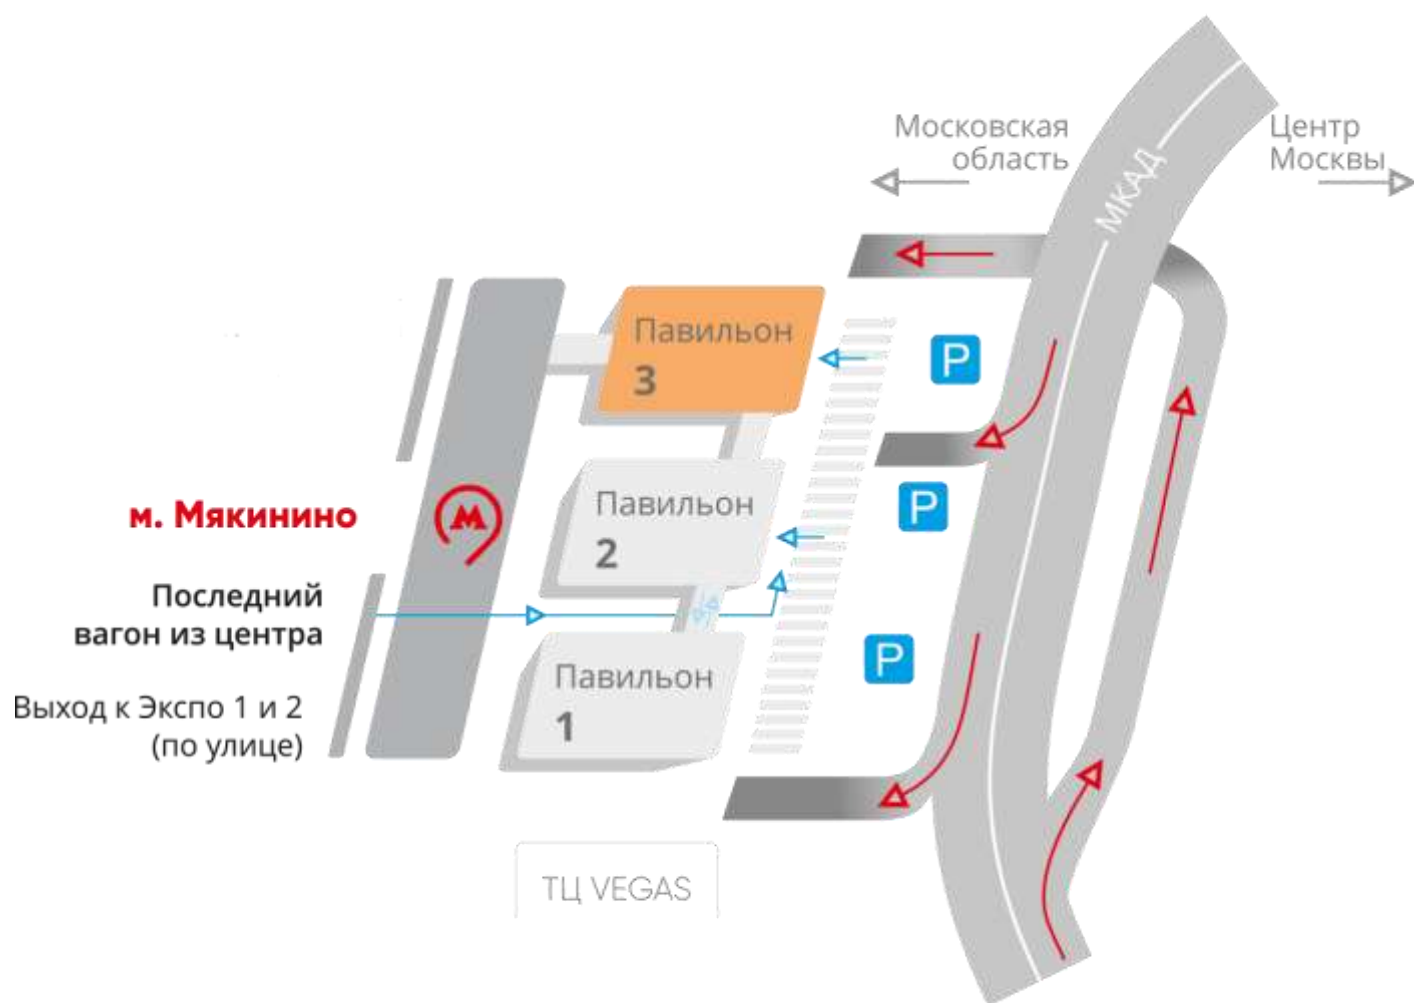 Московская
область
Центр
Москвы
МКАД
Павильон
3
P
м. Мякинино
М
Павильон
2
P
Последний
вагон из центра
Выход к Экспо 1 и 2
(по улице)
Павильон
1
P
ТЦ VEGAS